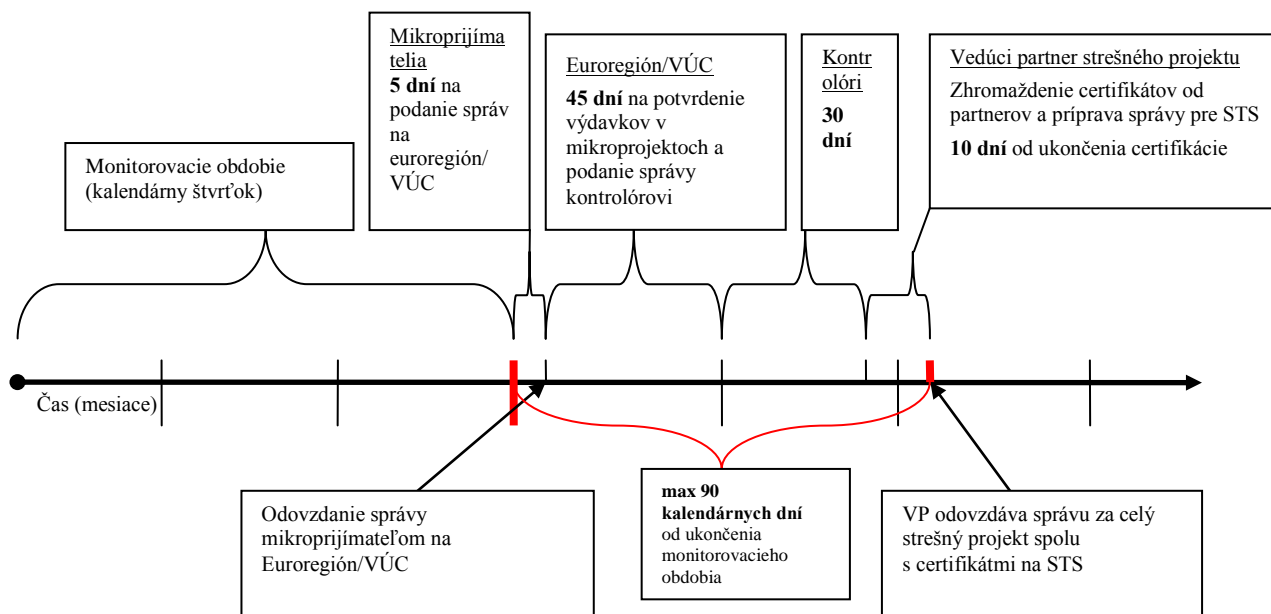 Mikroprijíma
telia
5 dní na
podanie správ
na
euroregión/
VÚC
Euroregión/VÚC
45 dní na potvrdenie
výdavkov v
mikroprojektoch a
podanie správy
kontrolórovi
Kontr
olóri
30
dní
Vedúci partner strešného projektu
Zhromaždenie certifikátov od
partnerov a príprava správy pre STS
10 dní od ukončenia certifikácie
Monitorovacie obdobie
(kalendárny štvrťok)
Čas (mesiace)
Odovzdanie správy
mikroprijímateľom na
Euroregión/VÚC
max 90
kalendárnych dní
od ukončenia
monitorovacieho
obdobia
VP odovzdáva správu za celý
strešný projekt spolu
s certifikátmi na STS